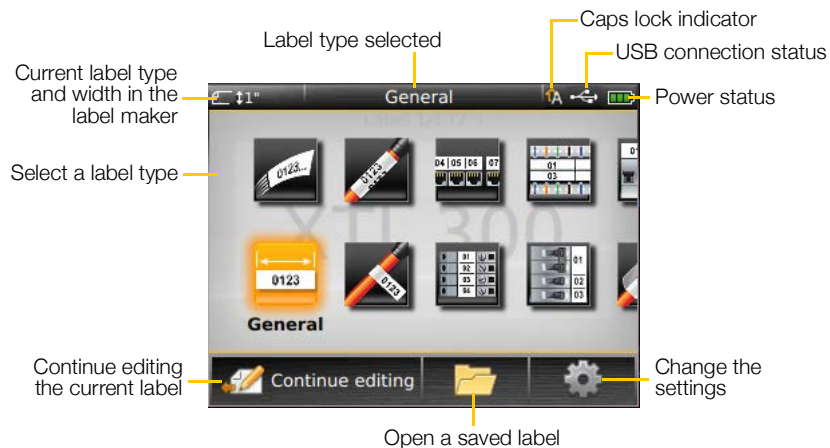 Caps lock indicator
Label type selected
USB connection status
Current label type
and width in the
label maker
1" General A
Power status
Select a label type
0123...
0123
04 05 06 07
01
03
XTL 300
0123
0123
01
02
03
04
01
02
03
General
Continue editing
the current label
Continue editing
Change the
settings
Open a saved label